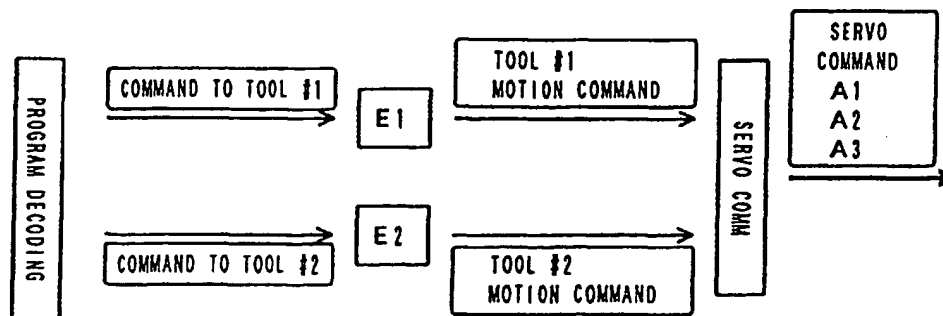 PROGRAM DECODING
COMMAND TO TOOL #1
E1
TOOL #1
MOTION COMMAND
COMMAND TO TOOL #2
E2
TOOL #2
MOTION COMMAND
SERVO COMM
SERVO
COMMAND
A1
A2
A3